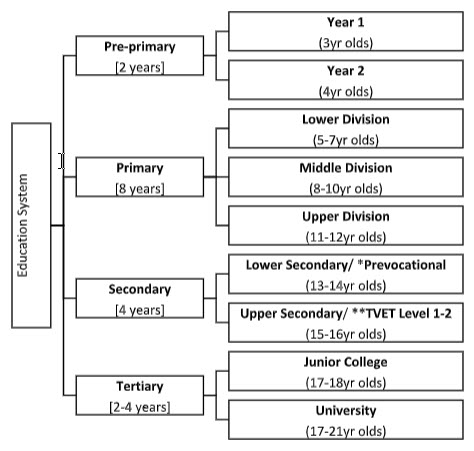 Education System
Pre-primary
[2 years]
Year 1
(3yr olds)
Year 2
(4yr olds)
Primary
[8 years]
Lower Division
(5-7yr olds)
Middle Division
(8-10yr olds)
Upper Division
(11-12yr olds)
Secondary
[4 years]
Lower Secondary/ *Prevocational
(13-14yr olds)
Upper Secondary/ **TVET Level 1-2
(15-16yr olds)
Tertiary
[2-4 years]
Junior College
(17-18yr olds)
University
(17-21yr olds)